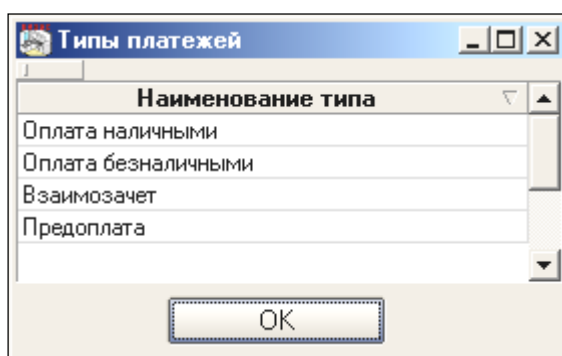 Типы платежей
Наименование типа
Оплата наличными
Оплата безналичными
Взаимозачет
Предоплата
OK